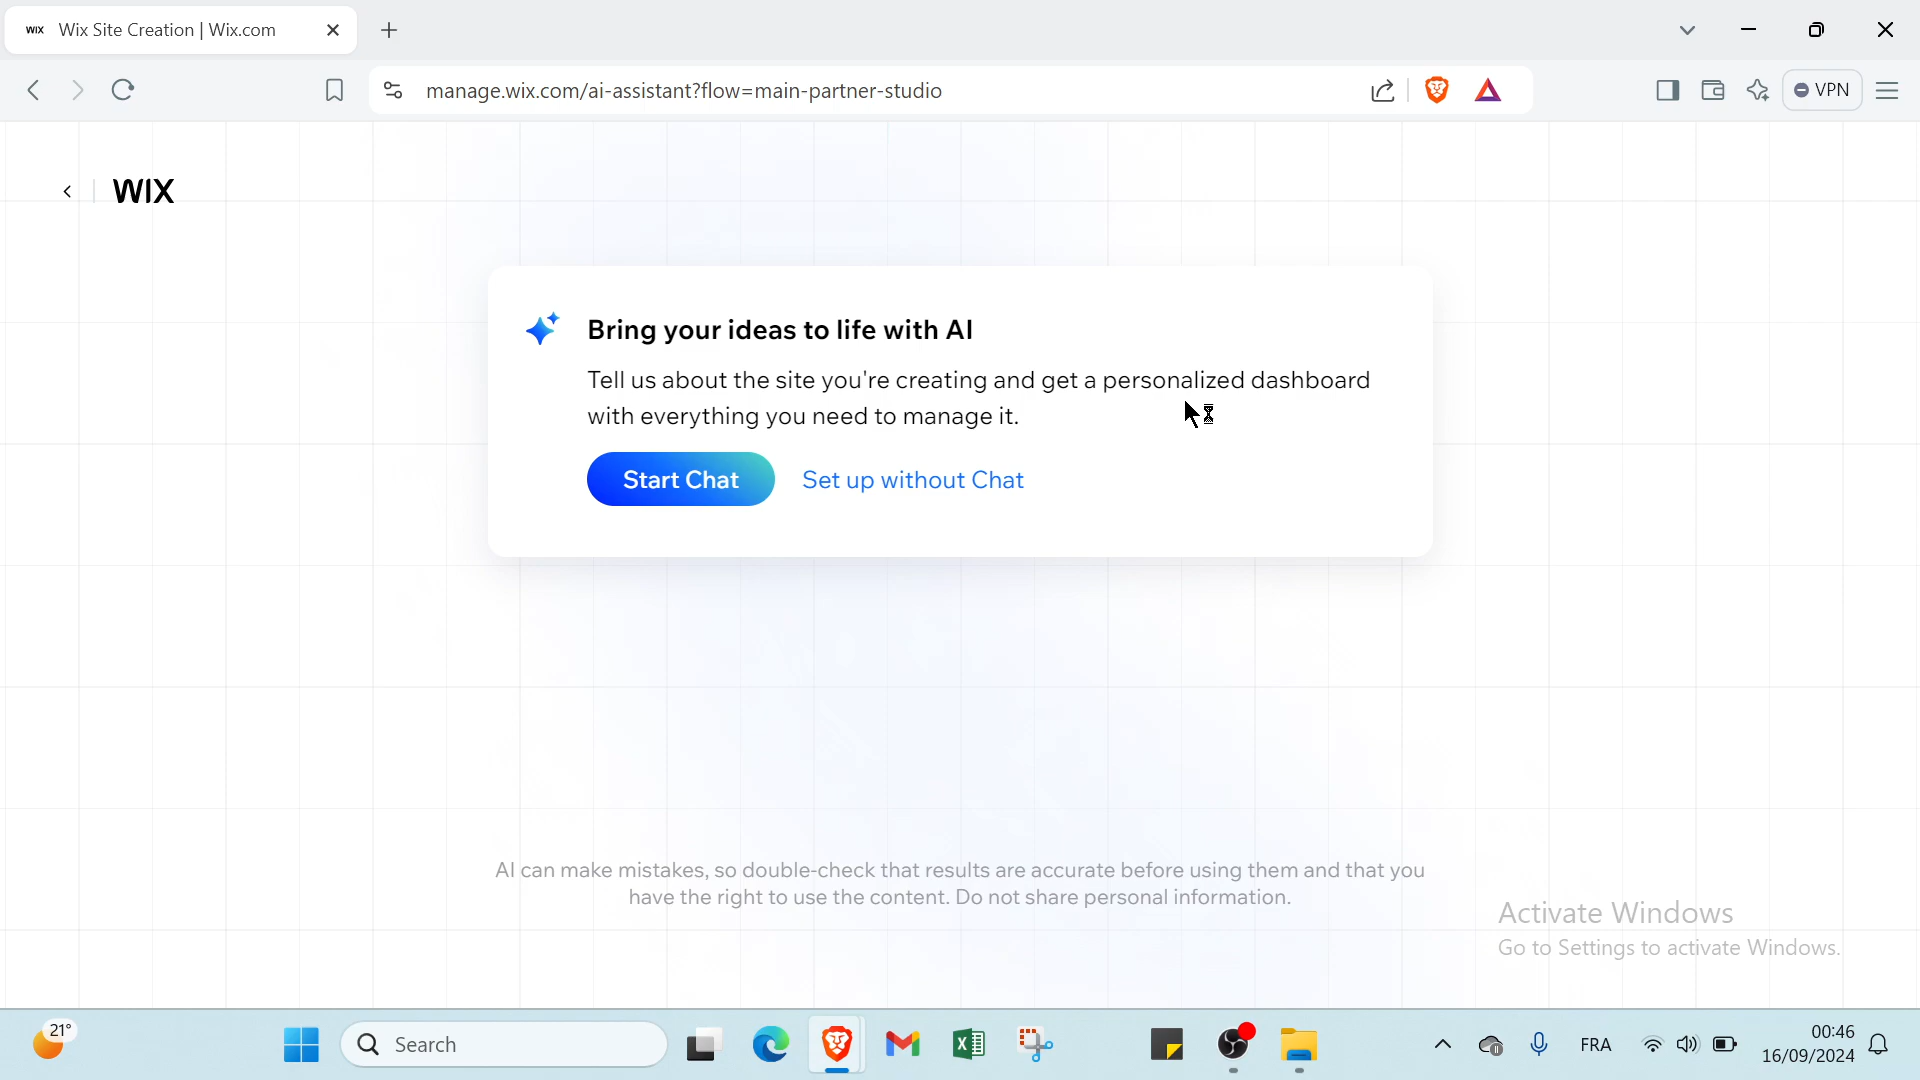 WIX Wix Site Creation | Wix.com
manage.wix.com/ai-assistant?flow=main-partner-studio
VPN
WIX
Bring your ideas to life with AI
Tell us about the site you're creating and get a personalized dashboard
with everything you need to manage it.
Start Chat
Set up without Chat
AI can make mistakes, so double-check that results are accurate before using them and that you
have the right to use the content. Do not share personal information.
Activate Windows
Go to Settings to activate Windows.
21°
Search
FRA
00:46
16/09/2024